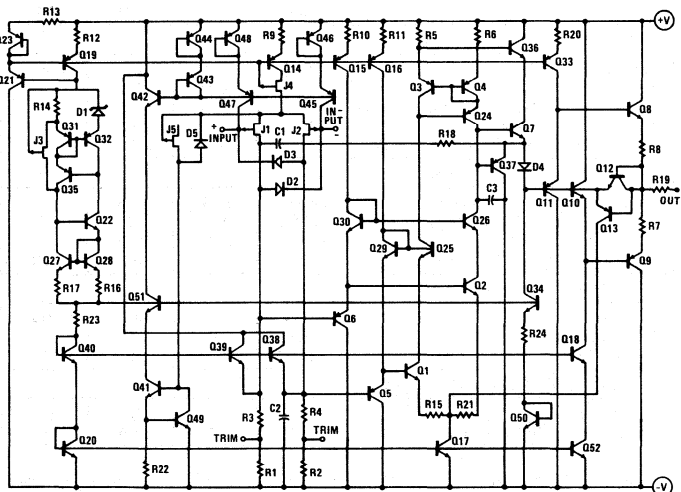 R13
+V
Q23
R12
Q44
Q48
R9
Q46
R10
R11
R5
R6
Q36
R20
Q19
Q14
Q15
Q16
Q33
Q21
Q43
J4
Q42
Q47
Q45
Q3
Q4
Q8
R14
D1
Q24
IN-
PUT
-
J3
Q31
Q32
J5
D5
+
INPUT
J1
C1
J2
R18
Q7
R8
D3
Q37
D4
Q12
R19
OUT
Q35
D2
C3
Q11
Q10
Q13
Q22
Q30
Q26
R7
Q27
Q28
Q29
Q25
Q9
R17
R16
Q51
Q2
Q34
R23
Q6
R24
Q40
Q39
Q38
Q1
Q18
Q41
Q5
Q49
R3
C2
R4
R15
R21
Q50
TRIM
TRIM
Q20
R22
R1
R2
Q17
Q52
-V